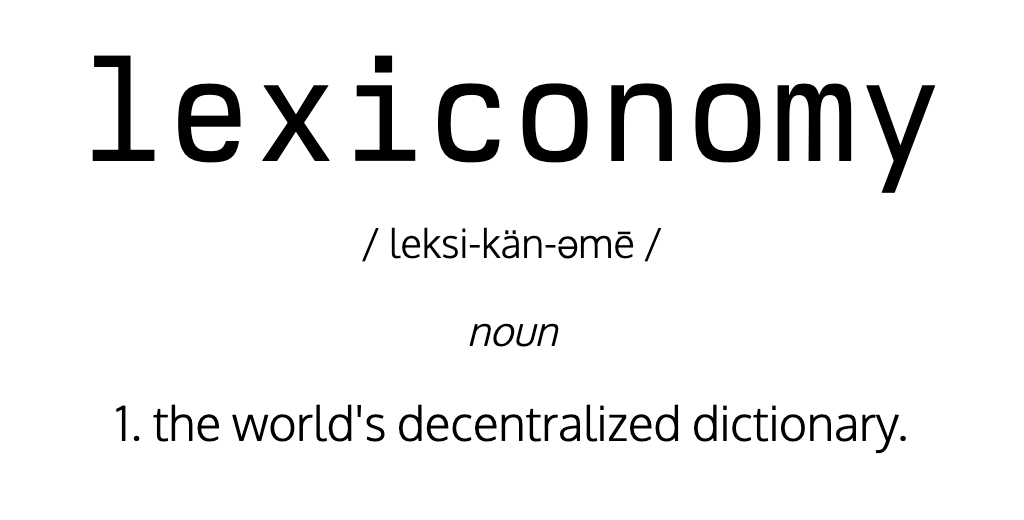 lexiconomy
/ leksi-kän-əmē /
noun
1. the world's decentralized dictionary.